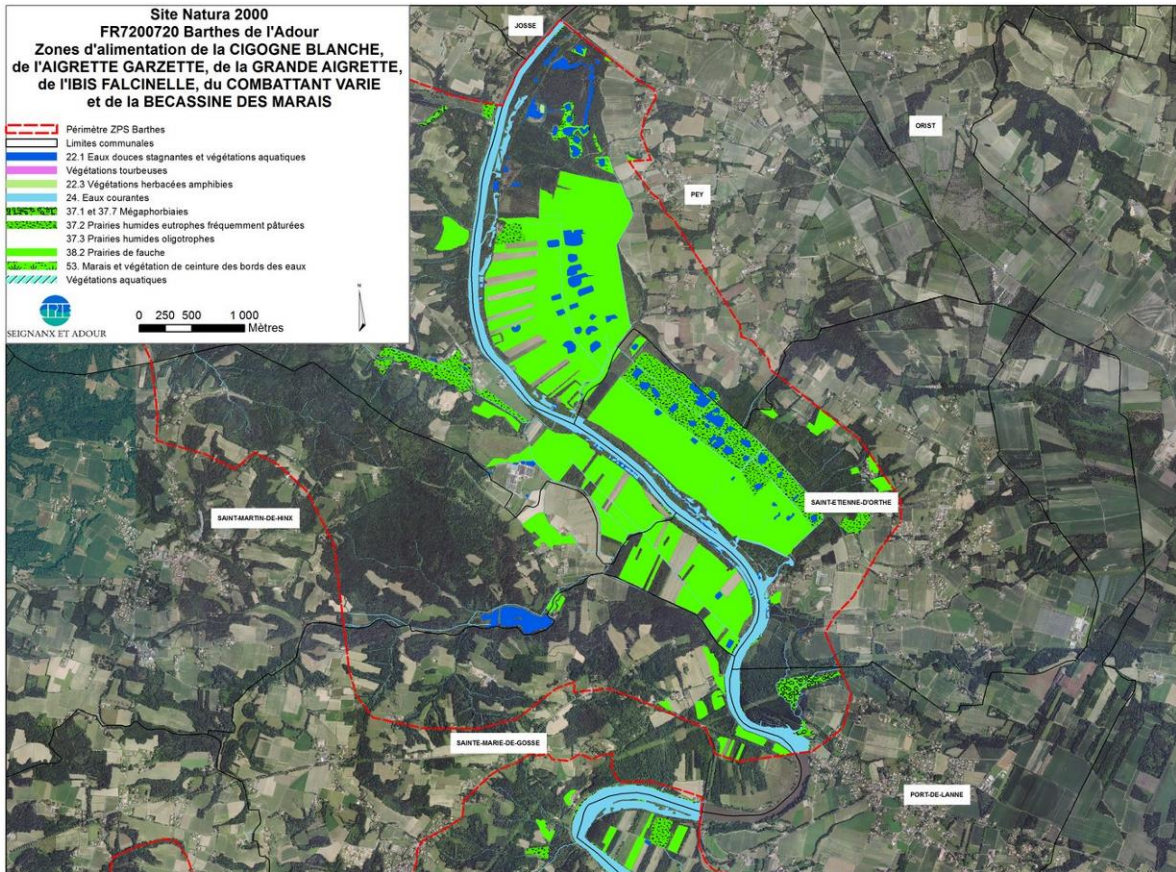 Site Natura 2000
FR7200720 Barthes de l'Adour
Zones d'alimentation de la CIGOGNE BLANCHE,
de l'AIGRETTE GARZETTE, de la GRANDE AIGRETTE,
de l'IBIS FALCINELLE, du COMBATTANT VARIE
et de la BECASSINE DES MARAIS
Périmètre ZPS Barthes
Limites communales
22.1 Eaux douces stagnantes et végétations aquatiques
Végétations tourbeuses
22.3 Végétations herbacées amphibies
24. Eaux courantes
37.1 et 37.7 Mégaphorbiaies
37.2 Prairies humides eutrophes fréquemment pâturées
37.3 Prairies humides oligotrophes
38.2 Prairies de fauche
53. Marais et végétation de ceinture des bords des eaux
Végétations aquatiques
SEIGNANX ET ADOUR
0 250 500 1 000
Mètres
N
JOSSE
ORIST
PEY
SAINT-ETIENNE-D'ORTHE
SAINT-MARTIN-DE-HINX
SAINTE-MARIE-DE-GOSSE
PORT-DE-LANNE